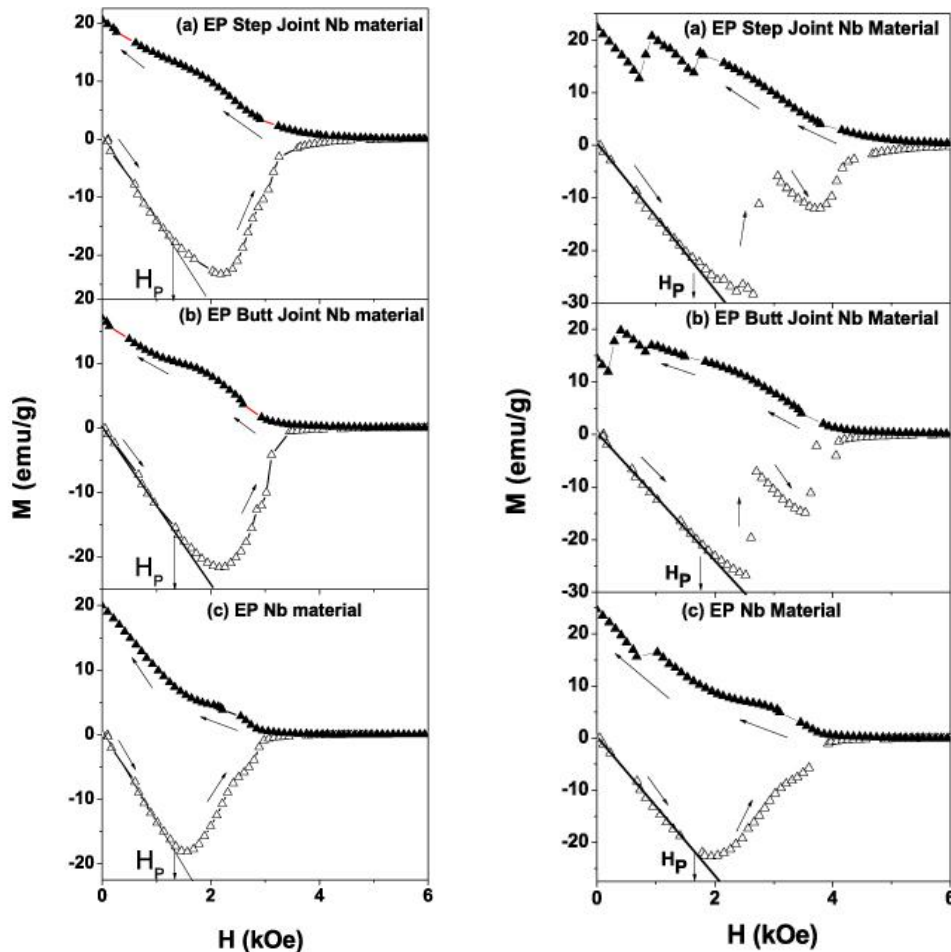 (a) EP Step Joint Nb material
20
10
0
-10
-20
H_P
20
(b) EP Butt Joint Nb material
10
0
-10
-20
H_P
M (emu/g)
20
(c) EP Nb material
10
0
-10
-20
H_P
0 2 4 6
H (kOe)
(a) EP Step Joint Nb Material
20
10
0
-10
-20
H_P
-30
(b) EP Butt Joint Nb Material
20
10
0
-10
-20
H_P
-30
M (emu/g)
(c) EP Nb Material
20
10
0
-10
-20
H_P
0 2 4 6
H (kOe)